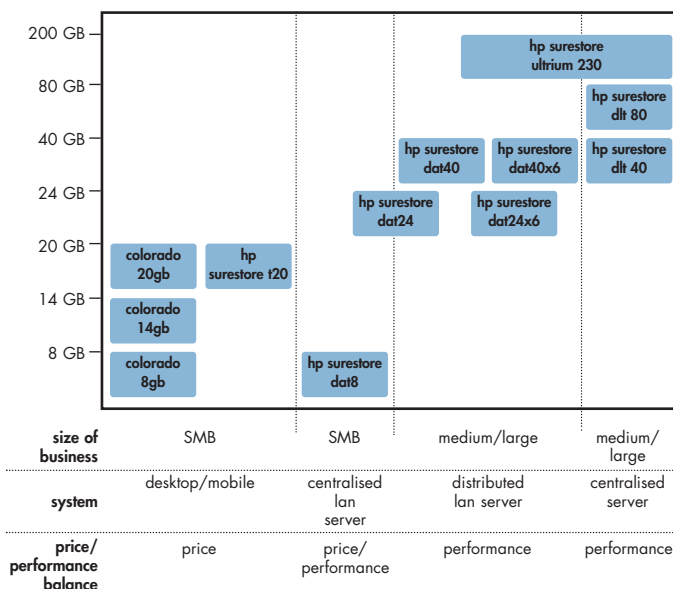 200 GB
hp surestore
ultrium 230
80 GB
hp surestore
dlt 80
40 GB
hp surestore
dat40
hp surestore
dat40x6
hp surestore
dlt 40
24 GB
hp surestore
dat24
hp surestore
dat24x6
20 GB
colorado
20gb
hp
surestore t20
14 GB
colorado
14gb
8 GB
colorado
8gb
hp surestore
dat8
size of
business
SMB
SMB
medium/large
medium/
large
system
desktop/mobile
centralised
lan
server
distributed
lan server
centralised
server
price/
performance
balance
price
price/
performance
performance
performance